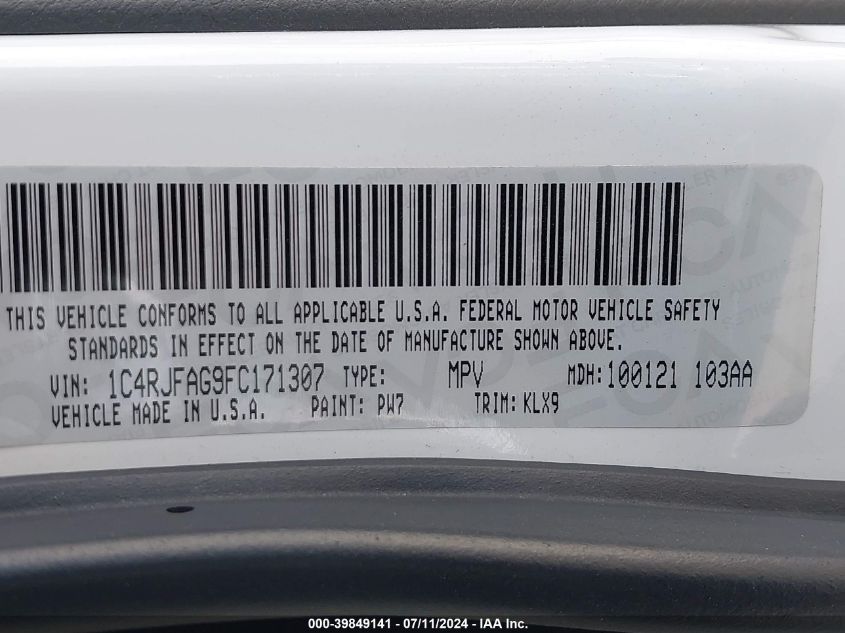 THIS VEHICLE CONFORMS TO ALL APPLICABLE U.S.A. FEDERAL MOTOR VEHICLE SAFETY
STANDARDS IN EFFECT ON THE DATE OF MANUFACTURE SHOWN ABOVE.
VIN: 1C4RJFAG9FC171307 TYPE: MPV MDH:100121 103AA
VEHICLE MADE IN U.S.A. PAINT: PW7 TRIM: KLX9
000-39849141 - 07/11/2024 - IAA Inc.